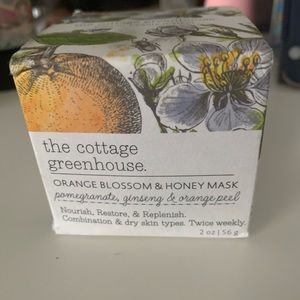 the cottage
greenhouse.
ORANGE BLOSSOM & HONEY MASK
pomegranate, ginseng & orange peel
Nourish, Restore, & Replenish.
Combination & dry skin types. Twice weekly.
2 oz | 56 g